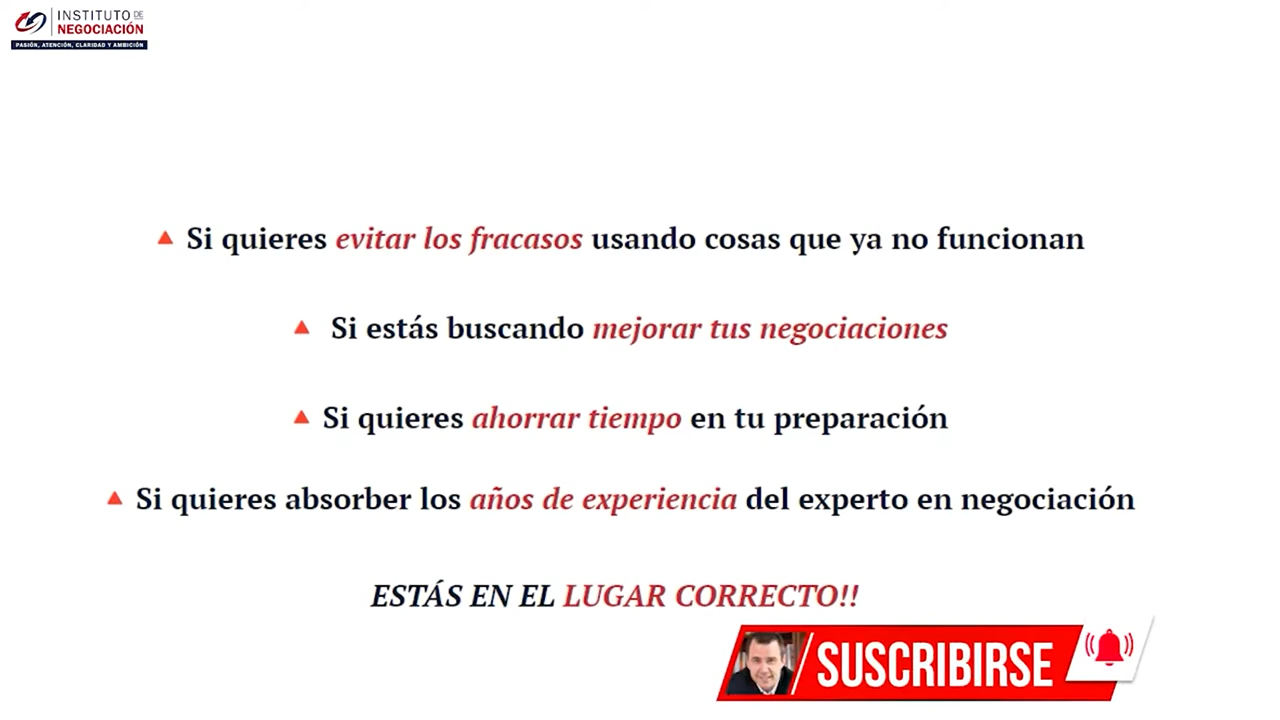 INSTITUTO DE
NEGOCIACIÓN
PASIÓN, ATENCIÓN, CLARIDAD Y AMBICIÓN
🔺 Si quieres evitar los fracasos usando cosas que ya no funcionan
🔺 Si estás buscando mejorar tus negociaciones
🔺 Si quieres ahorrar tiempo en tu preparación
🔺 Si quieres absorber los años de experiencia del experto en negociación
ESTÁS EN EL LUGAR CORRECTO!!
SUSCRIBIRSE